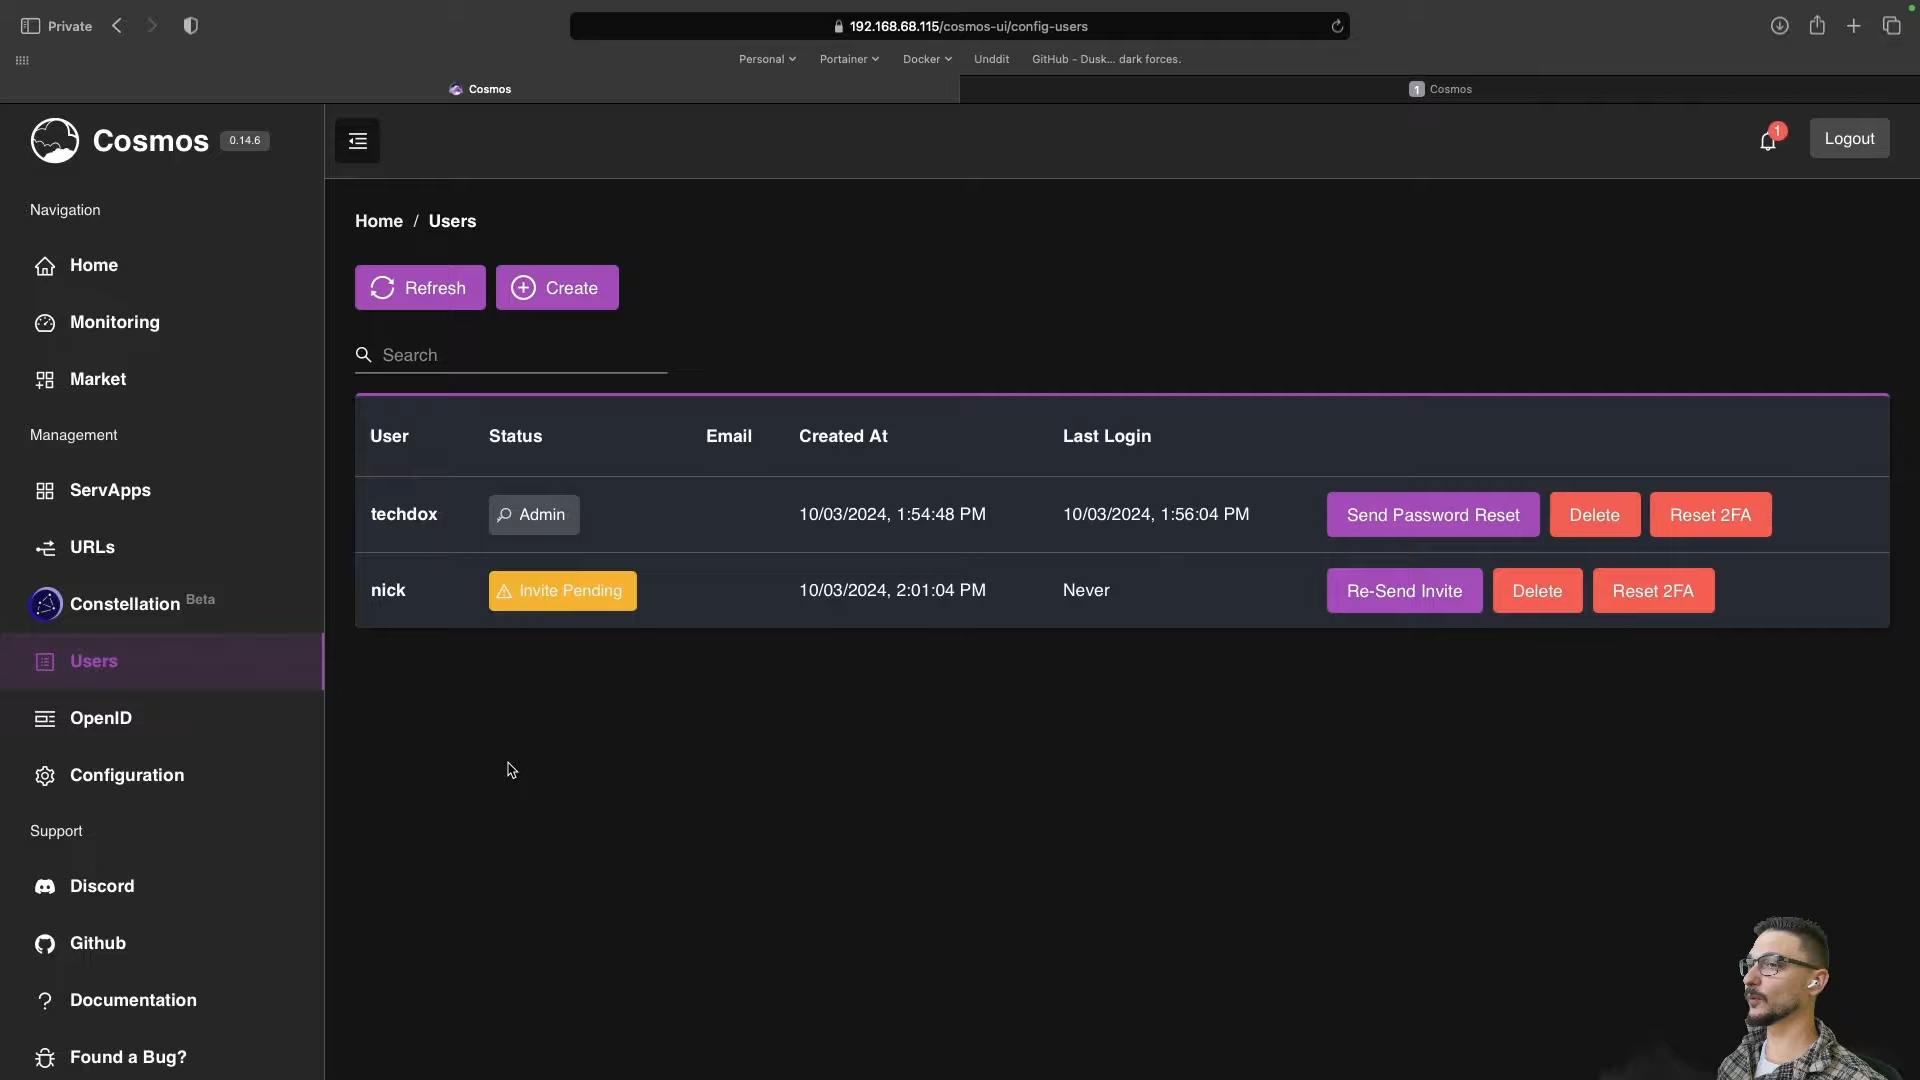 Private
192.168.68.115/cosmos-ui/config-users
Personal
Portainer
Docker
Unddit
GitHub - Dusk... dark forces.
Cosmos
1 Cosmos
Cosmos 0.14.6
1
Logout
Navigation
Home
Monitoring
Market
Management
ServApps
URLs
Constellation Beta
Users
OpenID
Configuration
Support
Discord
Github
Documentation
Found a Bug?
Home / Users
Refresh
Create
Search
User Status Email Created At Last Login
techdox Admin 10/03/2024, 1:54:48 PM 10/03/2024, 1:56:04 PM Send Password Reset Delete Reset 2FA
nick Invite Pending 10/03/2024, 2:01:04 PM Never Re-Send Invite Delete Reset 2FA